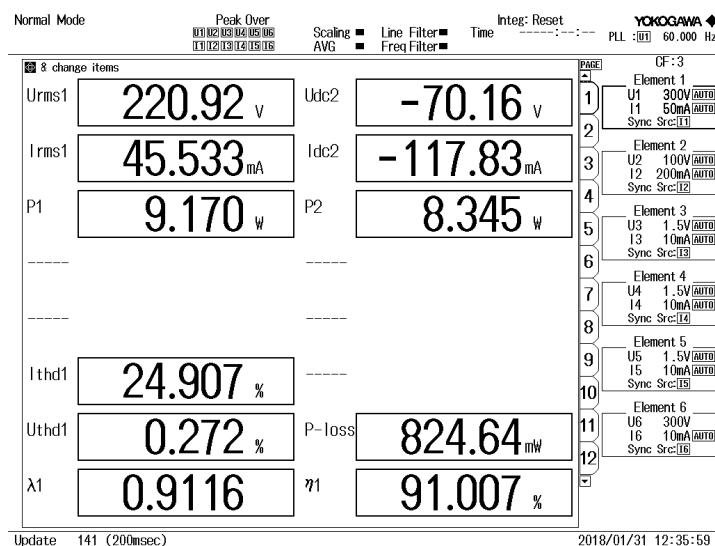 Normal Mode
Peak Over
U1 U2 U3 U4 U5 U6
I1 I2 I3 I4 I5 I6
Scaling
AVG
Line Filter
Freq Filter
Integ: Reset
Time -----:--:--
YOKOGAWA
PLL :U1 60.000 Hz
8 change items
PAGE
CF:3
Urms1 220.92 V
Udc2 -70.16 V
Irms1 45.533 mA
Idc2 -117.83 mA
P1 9.170 W
P2 8.345 W
----- -----
----- -----
Ithd1 24.907 %
-----
Uthd1 0.272 %
P-loss 824.64 mW
λ1 0.9116
η1 91.007 %
1
2
3
4
5
6
7
8
9
10
11
12
Element 1
U1 300V AUTO
I1 50mA AUTO
Sync Src:I1
Element 2
U2 100V AUTO
I2 200mA AUTO
Sync Src:I2
Element 3
U3 1.5V AUTO
I3 10mA AUTO
Sync Src:I3
Element 4
U4 1.5V AUTO
I4 10mA AUTO
Sync Src:I4
Element 5
U5 1.5V AUTO
I5 10mA AUTO
Sync Src:I5
Element 6
U6 300V
I6 10mA AUTO
Sync Src:I6
Update 141 (200msec)
2018/01/31 12:35:59